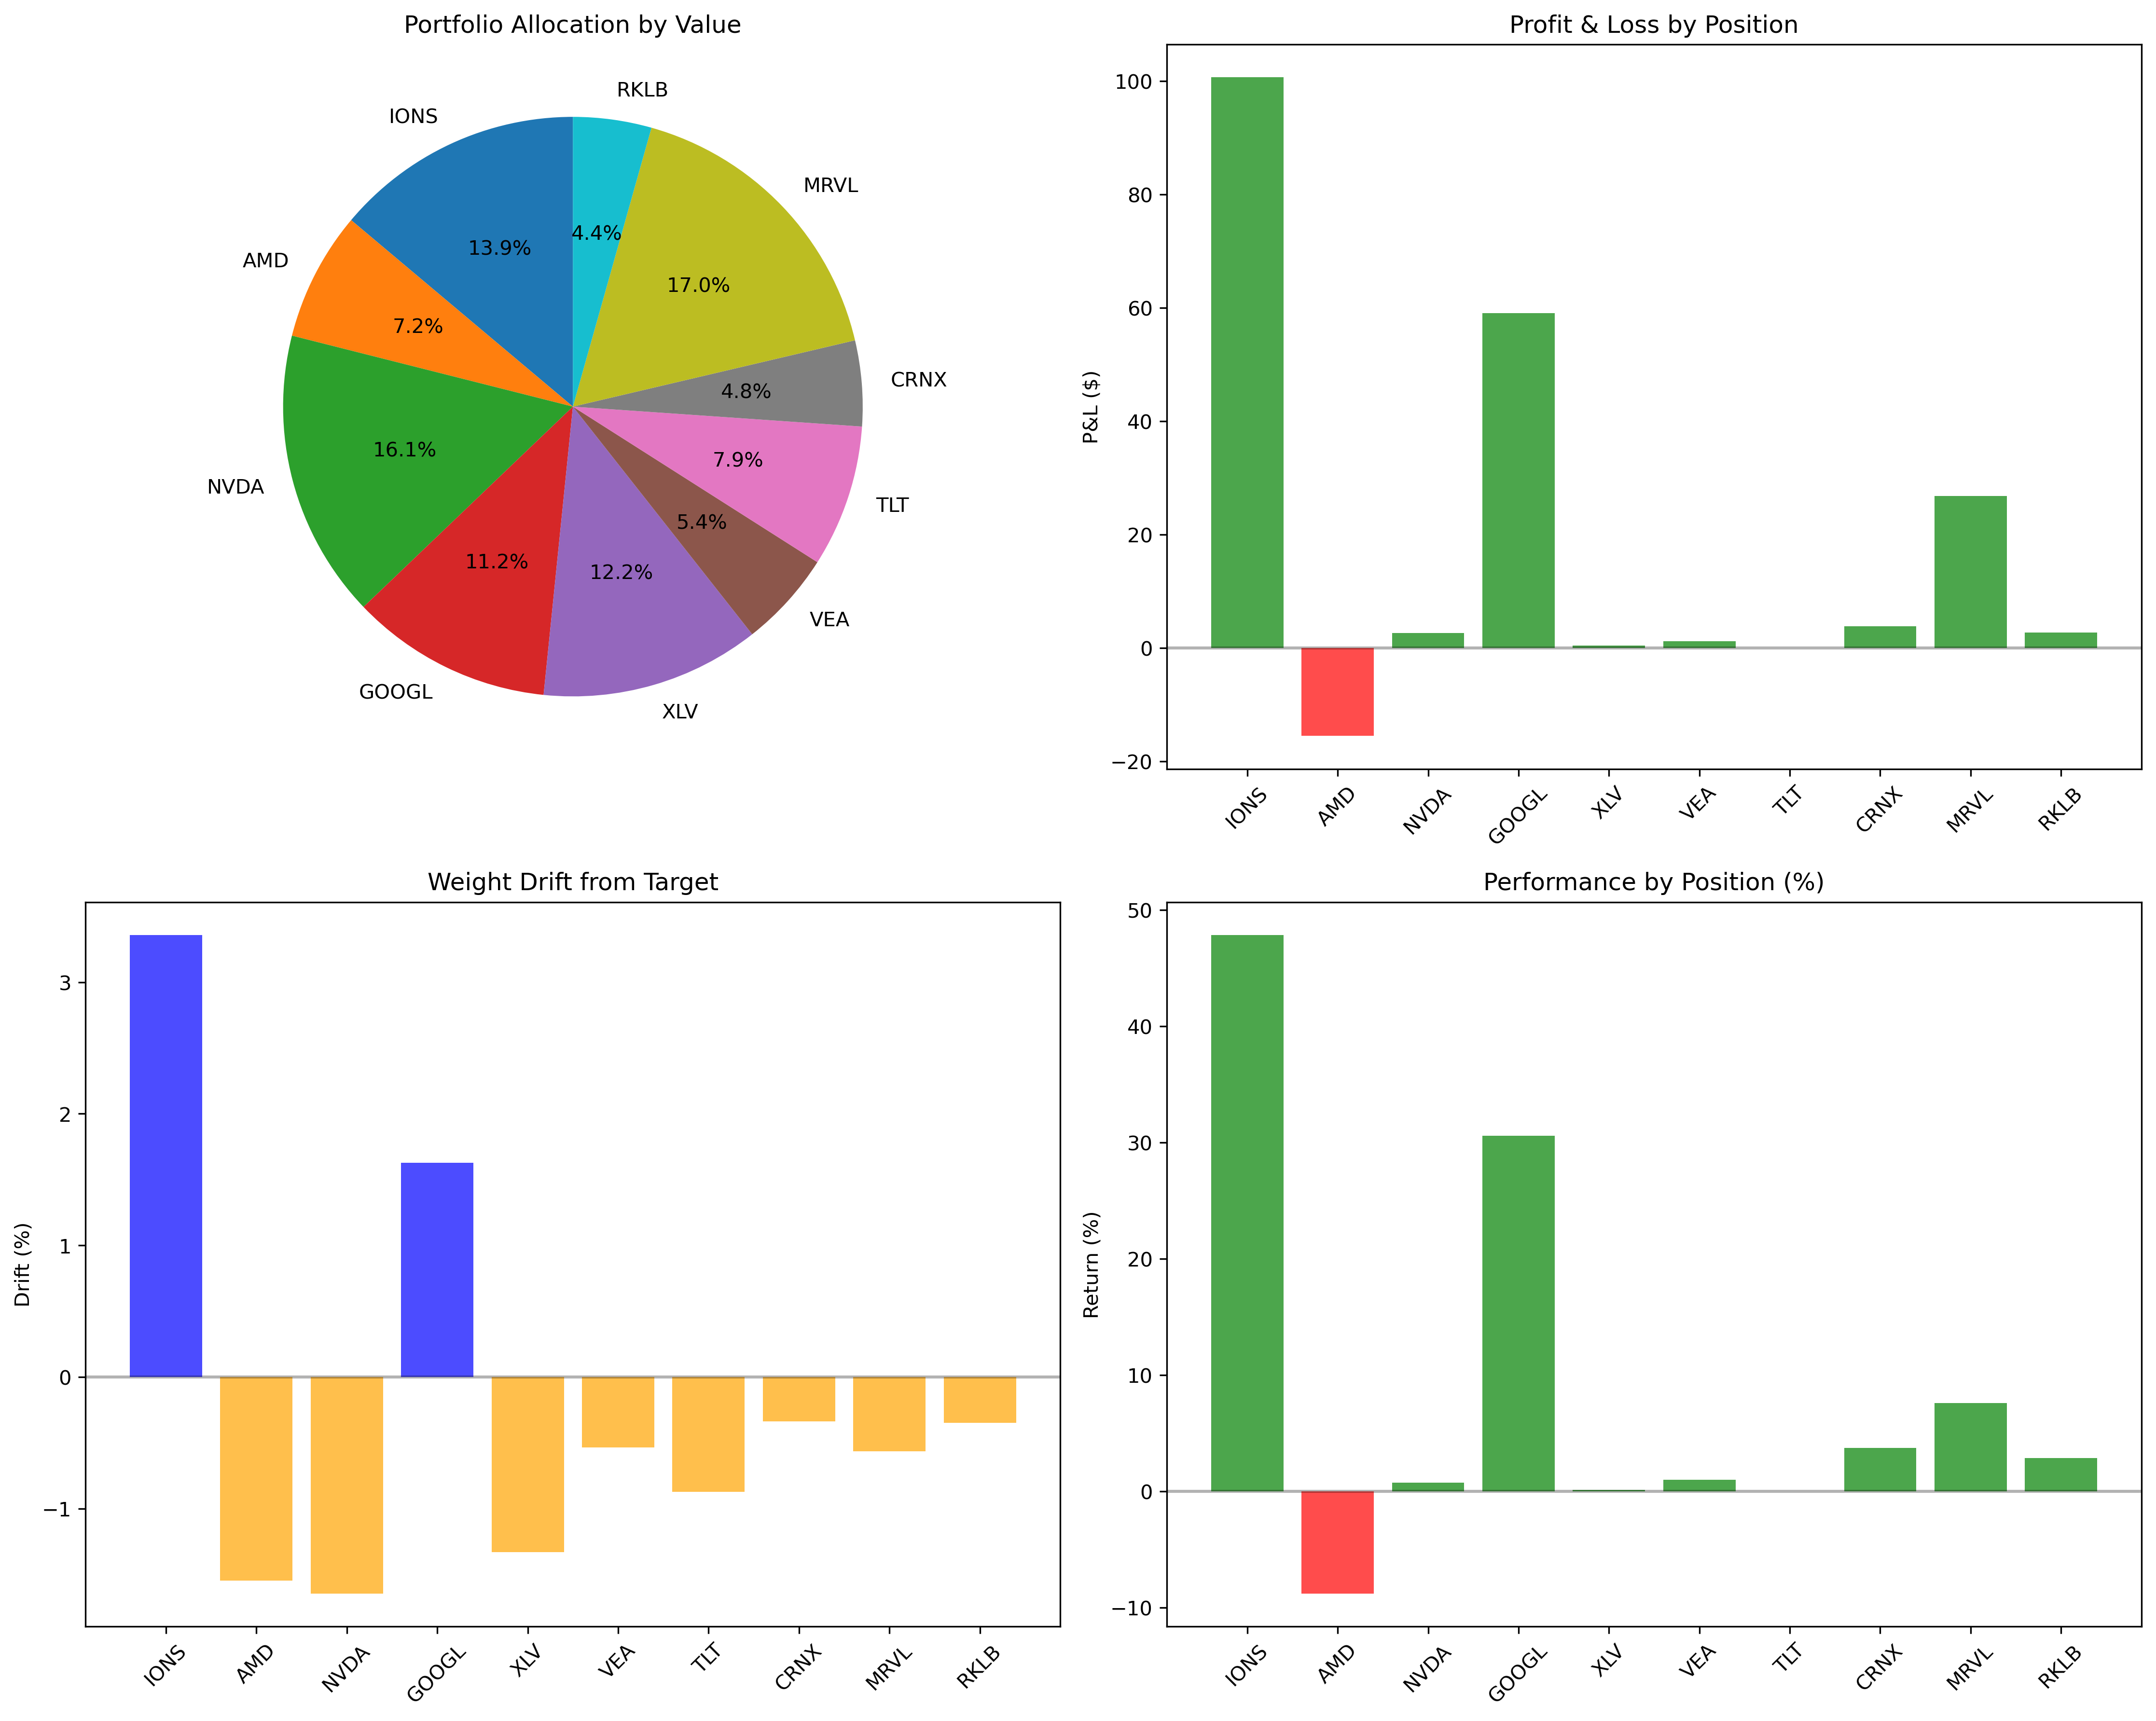 Portfolio Allocation by Value
RKLB
IONS
MRVL
AMD
CRNX
NVDA
TLT
VEA
GOOGL
XLV
4.4%
13.9%
17.0%
7.2%
4.8%
16.1%
7.9%
5.4%
11.2%
12.2%
Profit & Loss by Position
P&L ($)
100
80
60
40
20
0
−20
IONS
AMD
NVDA
GOOGL
XLV
VEA
TLT
CRNX
MRVL
RKLB
Weight Drift from Target
Drift (%)
3
2
1
0
−1
IONS
AMD
NVDA
GOOGL
XLV
VEA
TLT
CRNX
MRVL
RKLB
Performance by Position (%)
Return (%)
50
40
30
20
10
0
−10
IONS
AMD
NVDA
GOOGL
XLV
VEA
TLT
CRNX
MRVL
RKLB